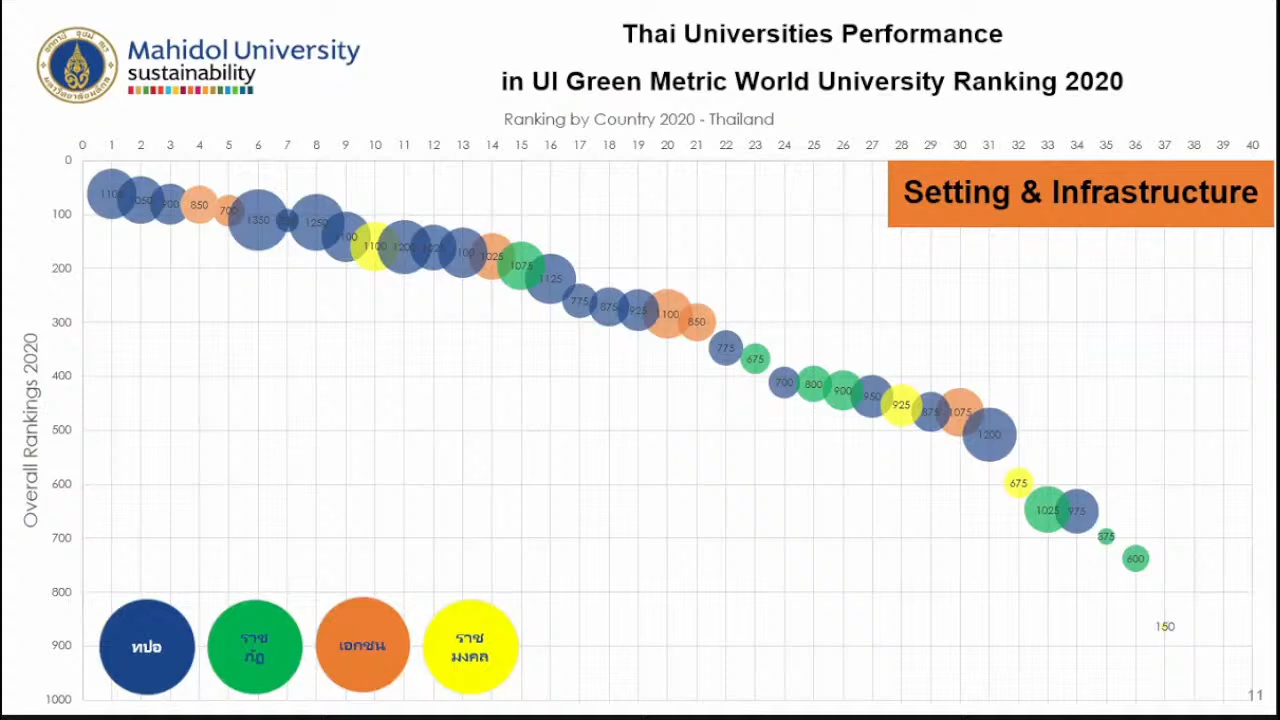 Mahidol University
sustainability
Thai Universities Performance
in UI Green Metric World University Ranking 2020
Ranking by Country 2020 - Thailand
0 1 2 3 4 5 6 7 8 9 10 11 12 13 14 15 16 17 18 19 20 21 22 23 24 25 26 27 28 29 30 31 32 33 34 35 36 37 38 39 40
Setting & Infrastructure
Overall Rankings 2020
0
100
200
300
400
500
600
700
800
900
1000
1100 1050 900 850 700 1350 1250 1100 1100 1200 1025 1100 1025 1075 1125
775 875 925 1100 850
775 675
700 800 900 950 925 875 1075 1200
675
1025 975
375
600
150
ทปอ
ราช
ภัฏ
เอกชน
ราช
มงคล
11